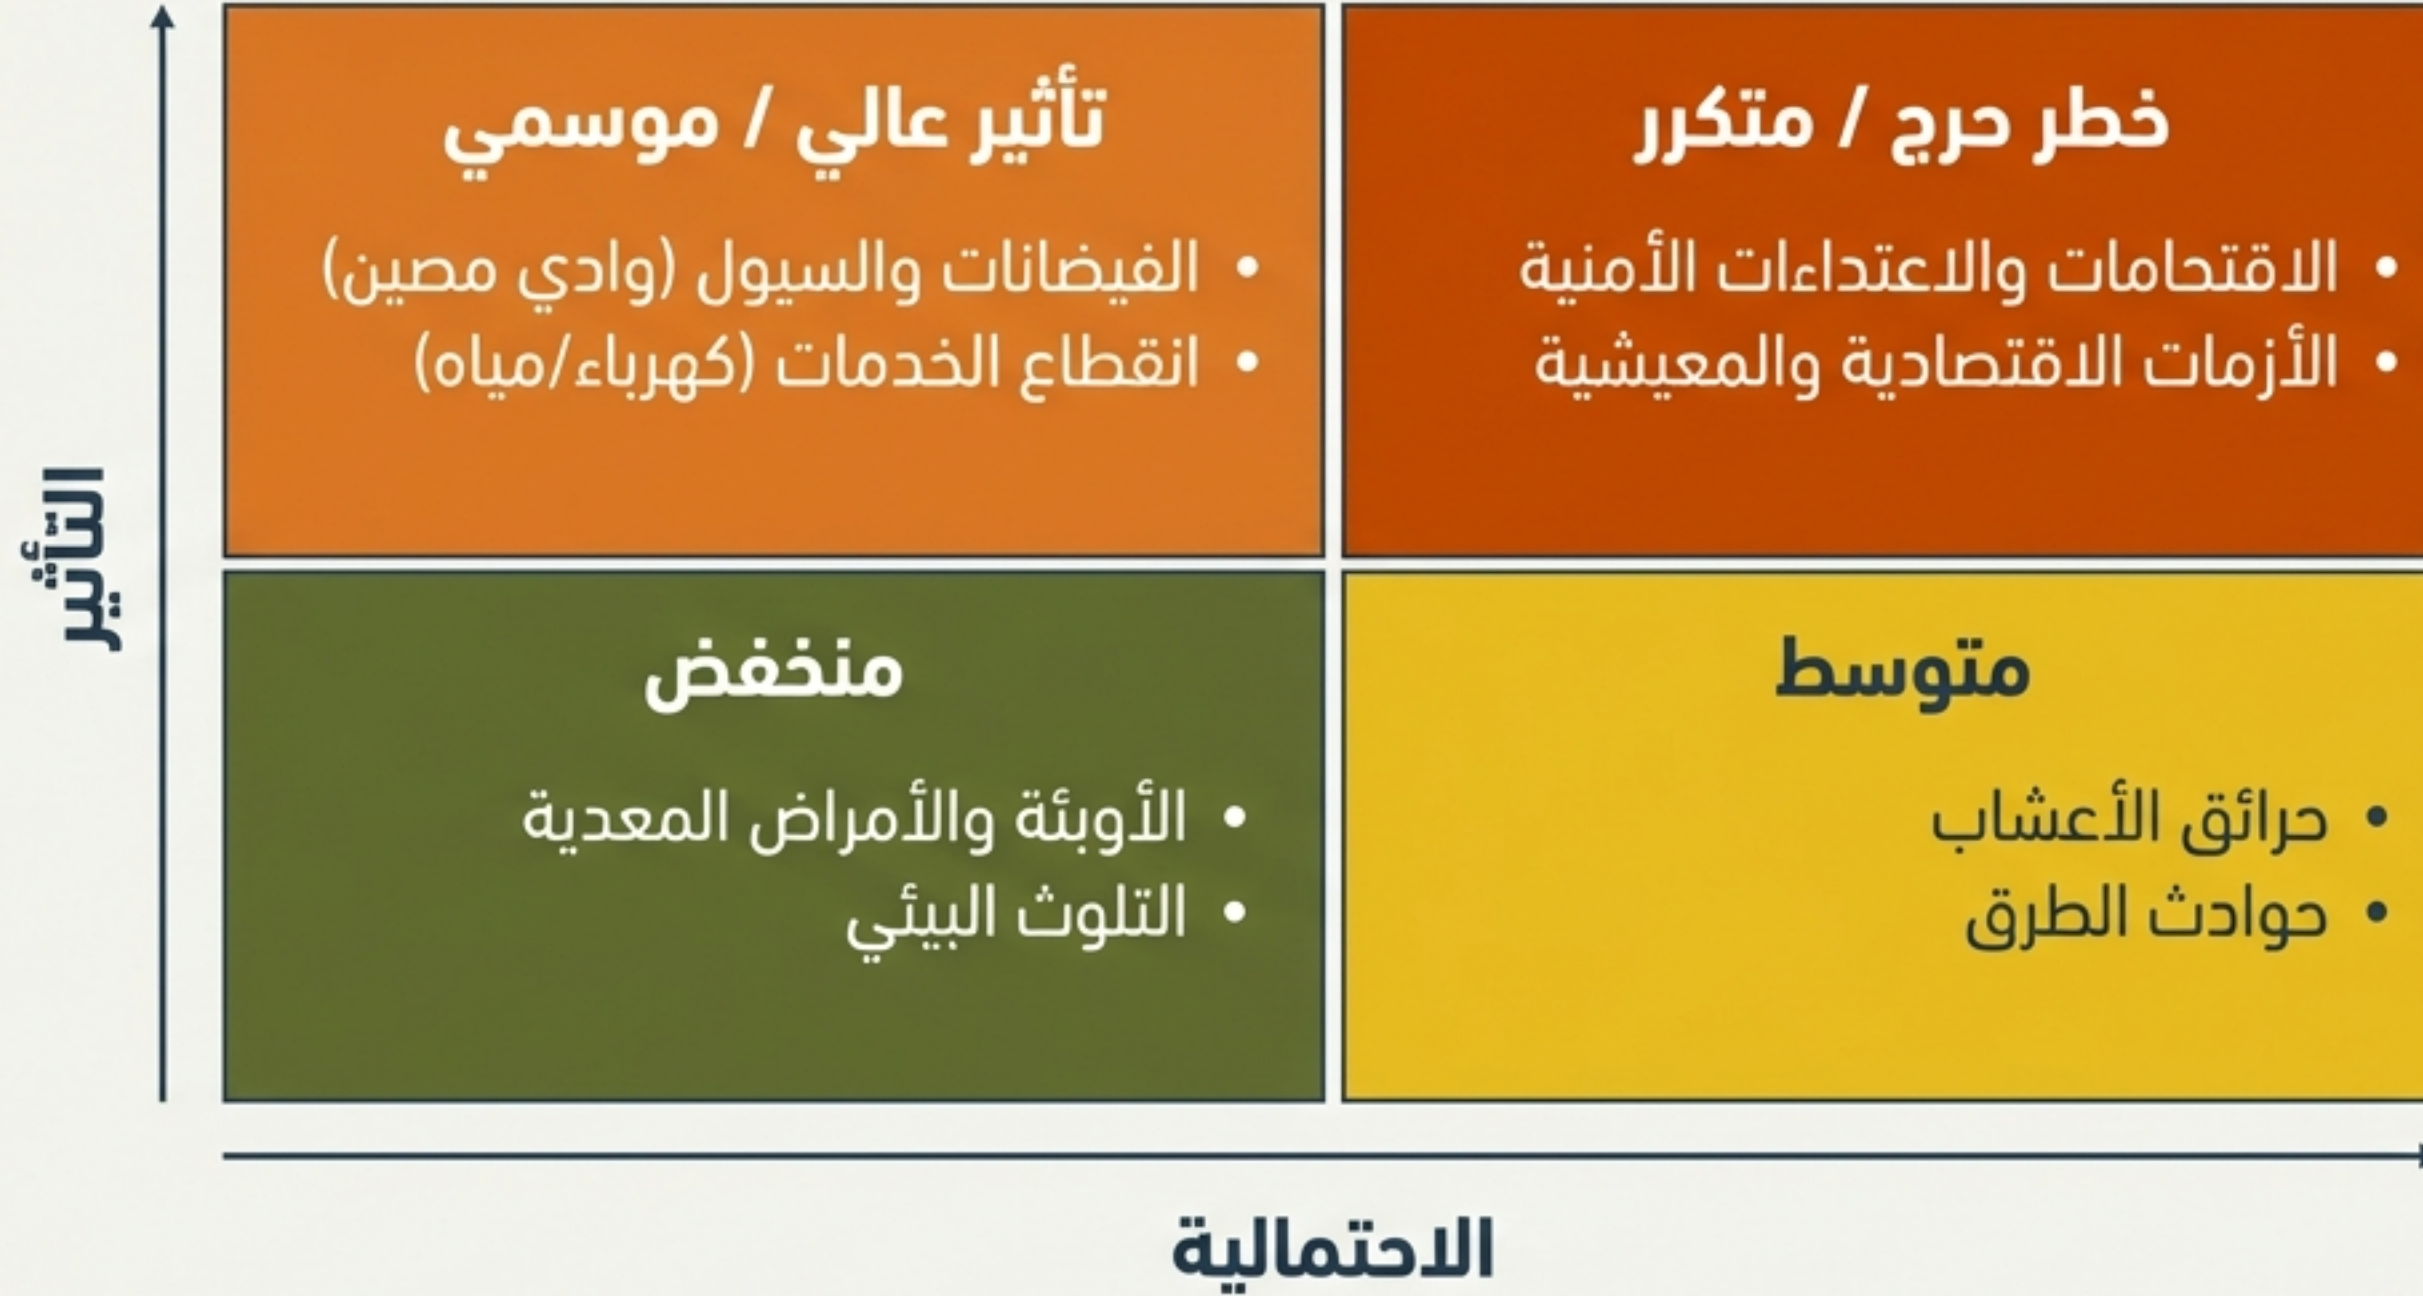 خطر حرج / متكرر
• الاقتحامات والاعتداءات الأمنية
• الأزمات الاقتصادية والمعيشية
تأثير عالي / موسمي
• الفيضانات والسيول (وادي مصين)
• انقطاع الخدمات (كهرباء/مياه)
متوسط
• حرائق الأعشاب
• حوادث الطرق
منخفض
• الأوبئة والأمراض المعدية
• التلوث البيئي
التأثير
الاحتمالية